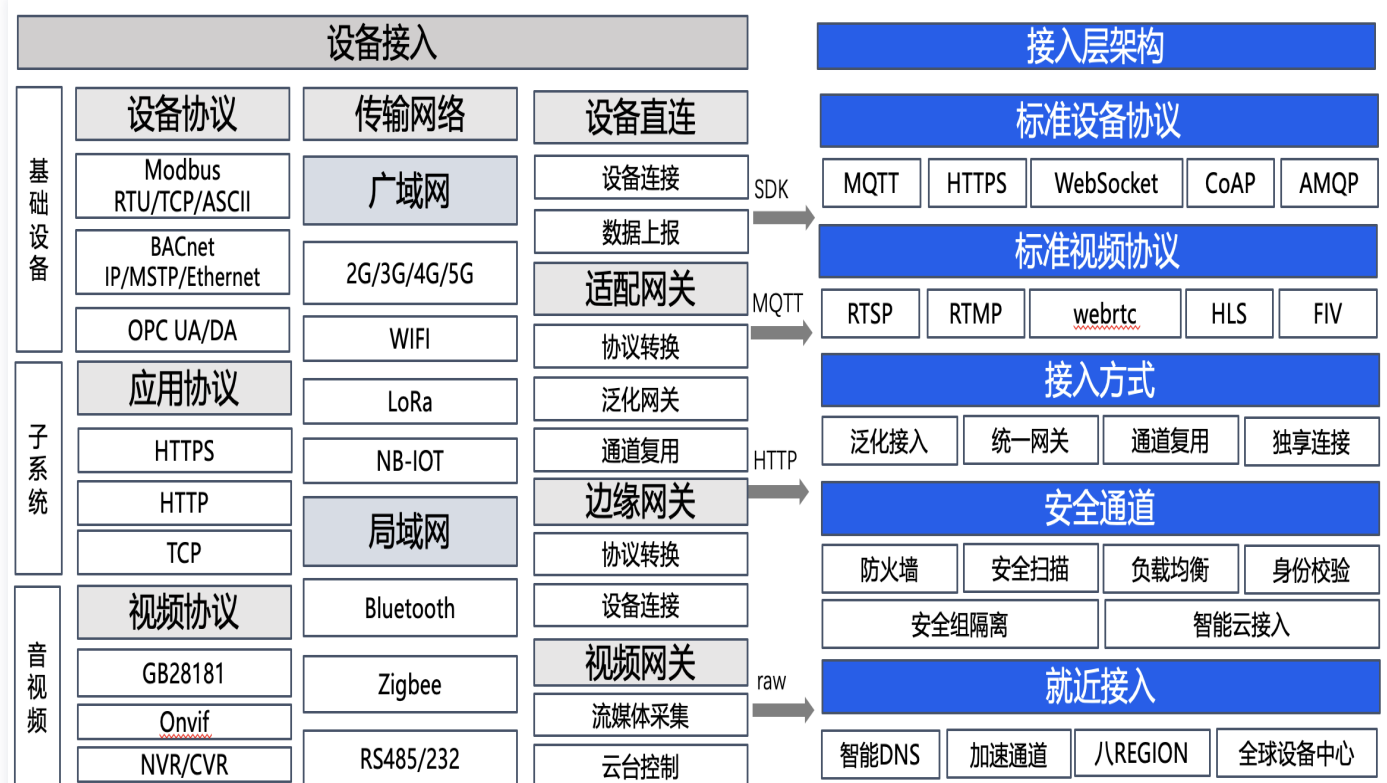 设备接入
基础设备
设备协议
Modbus
RTU/TCP/ASCII
BACnet
IP/MSTP/Ethernet
OPC UA/DA
子系统
应用协议
HTTPS
HTTP
TCP
音视频
视频协议
GB28181
Onvif
NVR/CVR
传输网络
广域网
2G/3G/4G/5G
WIFI
LoRa
NB-IOT
局域网
Bluetooth
Zigbee
RS485/232
设备直连
设备连接
数据上报
适配网关
协议转换
泛化网关
通道复用
边缘网关
协议转换
设备连接
视频网关
流媒体采集
云台控制
SDK
MQTT
HTTP
raw
接入层架构
标准设备协议
MQTT HTTPS WebSocket CoAP AMQP
标准视频协议
RTSP RTMP webrtc HLS FIV
接入方式
泛化接入 统一网关 通道复用 独享连接
安全通道
防火墙 安全扫描 负载均衡 身份校验
安全组隔离 智能云接入
就近接入
智能DNS 加速通道 八REGION 全球设备中心